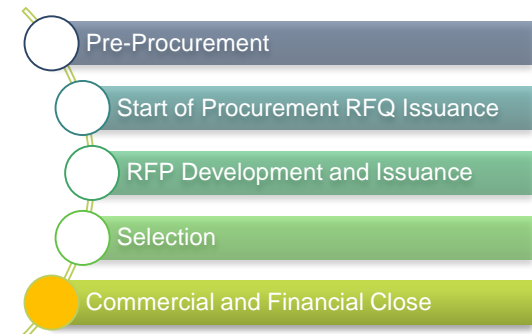 Pre-Procurement
Start of Procurement RFQ Issuance
RFP Development and Issuance
Selection
Commercial and Financial Close